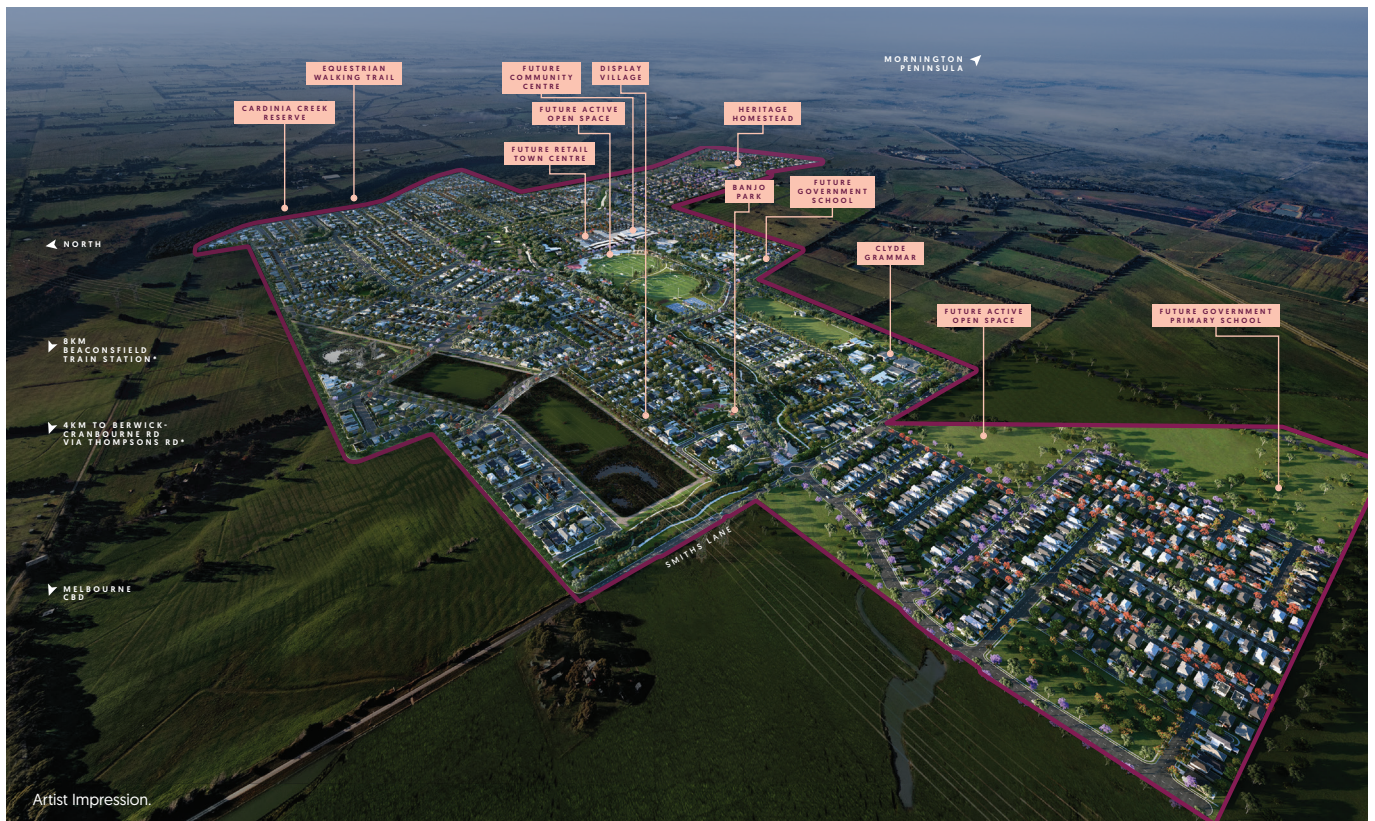 MORNINGTON
PENINSULA
EQUESTRIAN
WALKING TRAIL
FUTURE
COMMUNITY
CENTRE
DISPLAY
VILLAGE
CARDINIA CREEK
RESERVE
FUTURE ACTIVE
OPEN SPACE
HERITAGE
HOMESTEAD
FUTURE RETAIL
TOWN CENTRE
BANJO
PARK
FUTURE
GOVERNMENT
SCHOOL
NORTH
CLYDE
GRAMMAR
FUTURE ACTIVE
OPEN SPACE
FUTURE GOVERNMENT
PRIMARY SCHOOL
8KM
BEACONSFIELD
TRAIN STATION*
4KM TO BERWICK-
CRANBOURNE RD
VIA THOMPSONS RD*
SMITHS LANE
MELBOURNE
CBD
Artist Impression.